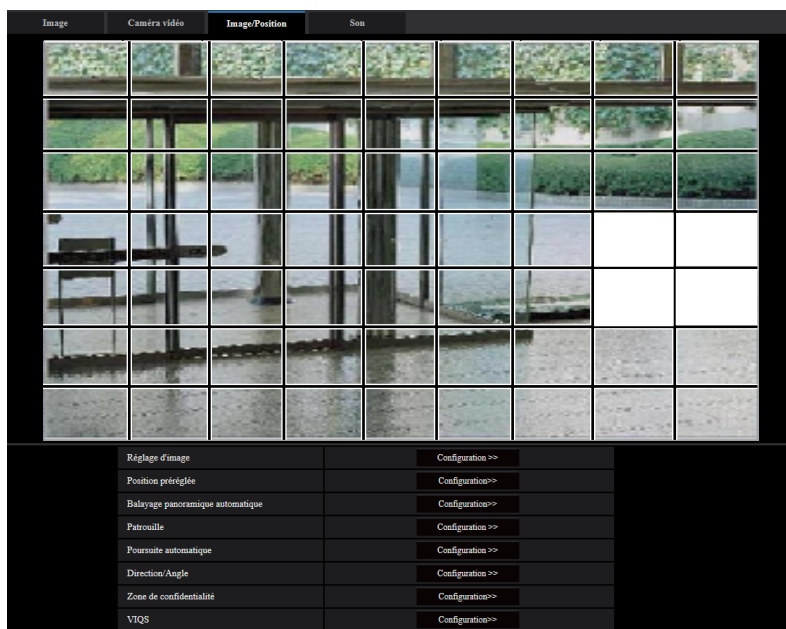 Image Caméra vidéo Image/Position Son
Réglage d'image Configuration >>
Position préréglée Configuration>>
Balayage panoramique automatique Configuration>>
Patrouille Configuration >>
Poursuite automatique Configuration >>
Direction/Angle Configuration >>
Zone de confidentialité Configuration>>
VIQS Configuration>>